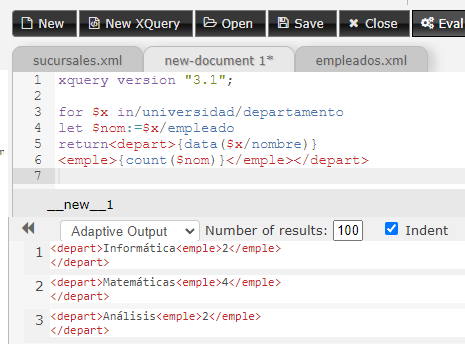 New New XQuery Open Save Close Eval
sucursales.xml new-document 1* empleados.xml
1 xquery version "3.1";
2
3 for $x in/universidad/departamento
4 let $nom:=$x/empleado
5 return<depart>{data($x/nombre)}
6 <emple>{count($nom)}</emple></depart>
7
__new__1
Adaptive Output Number of results: 100 Indent
1 <depart>Informática<emple>2</emple>
</depart>
2 <depart>Matemáticas<emple>4</emple>
</depart>
3 <depart>Análisis<emple>2</emple>
</depart>